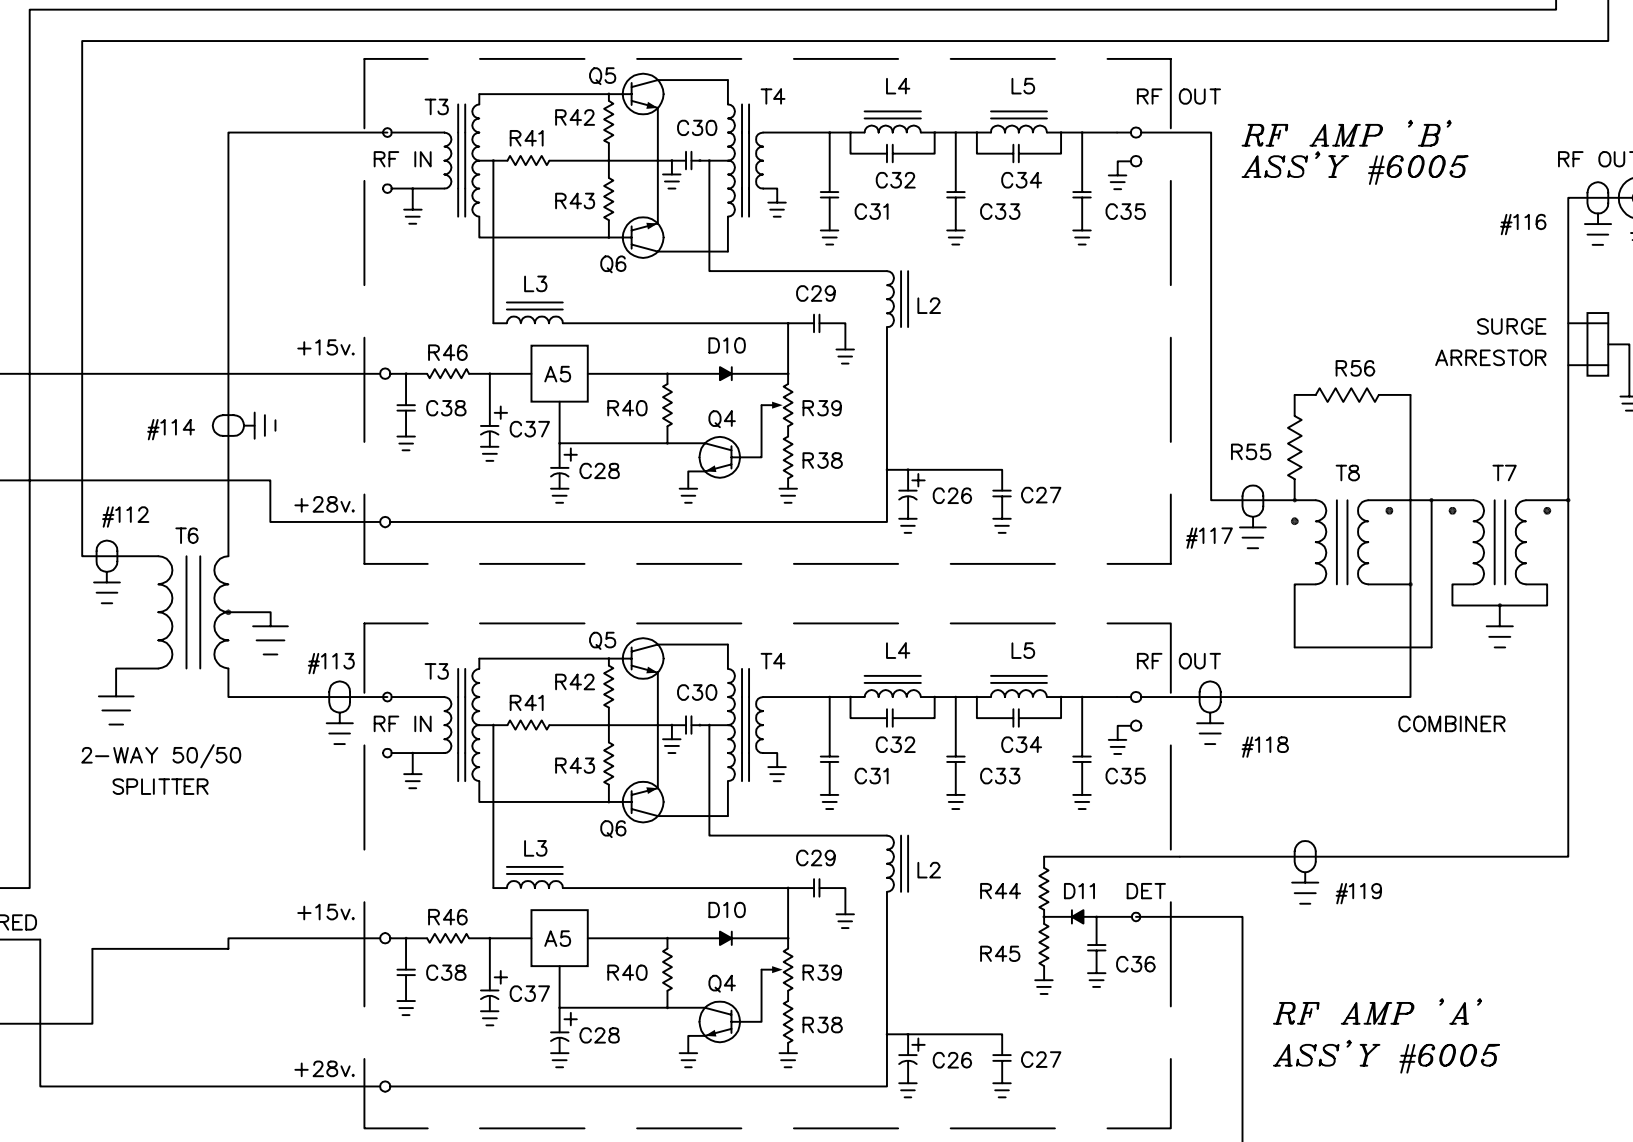 Q5
T3
R42
R41
C30
T4
L4
L5
RF OUT
RF AMP 'B'
ASS'Y #6005
RF IN
R43
C32
C34
C31
C33
C35
Q6
RF OUT
#116
L3
C29
L2
+15v.
R46
D10
A5
SURGE
ARRESTOR
R56
#114
C38
C37
R40
Q4
R39
C28
R38
R55
T8
T7
+28v.
C26
C27
#112
T6
#117
#113
2-WAY 50/50
SPLITTER
Q5
T3
R42
R41
C30
T4
L4
L5
RF OUT
RF IN
R43
C32
C34
C31
C33
C35
#118
COMBINER
Q6
L3
C29
L2
R44
D11
DET
#119
RED
+15v.
R46
D10
A5
R45
C36
C38
C37
R40
Q4
R39
C28
R38
RF AMP 'A'
ASS'Y #6005
+28v.
C26
C27